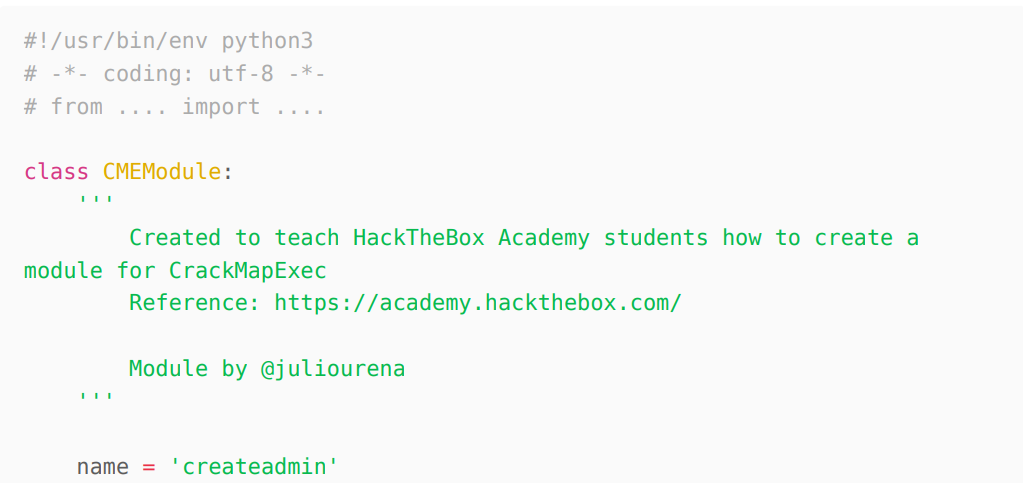 #!/usr/bin/env python3
# -*- coding: utf-8 -*-
# from .... import ....

class CMEModule:
    '''
        Created to teach HackTheBox Academy students how to create a
module for CrackMapExec
        Reference: https://academy.hackthebox.com/

        Module by @juliourena
    '''

    name = 'createadmin'